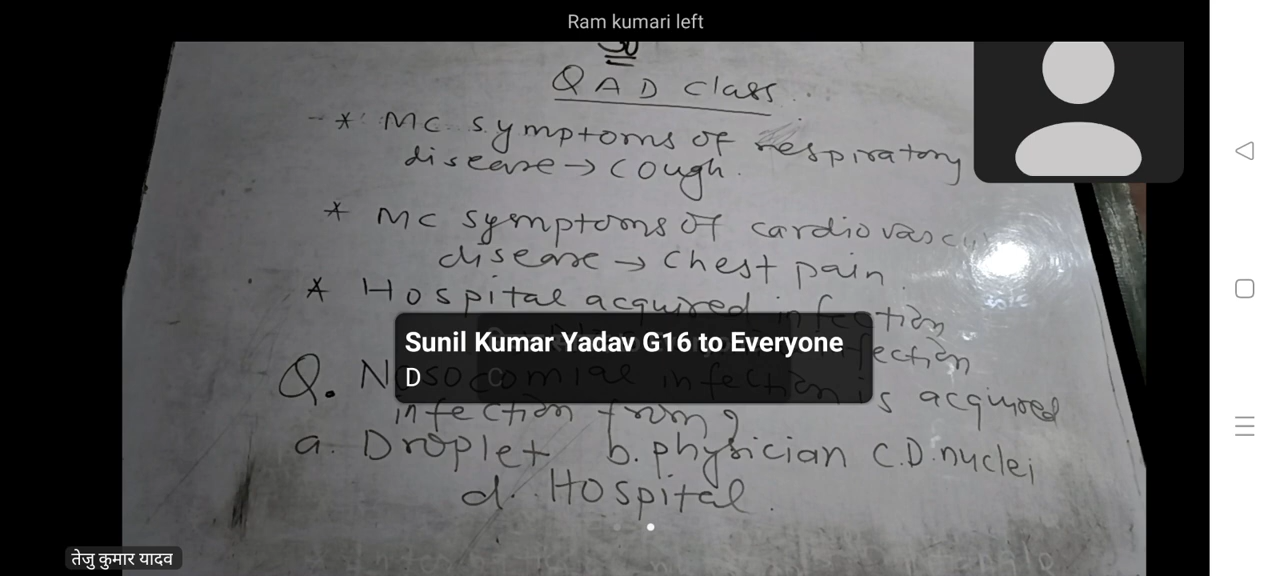 Ram kumari left
QAD class
* Mc symptoms of respiratory
disease → cough.
* Mc symptoms of
disease → chest pain.
* Hospital acquired infection
Sunil Kumar Yadav G16 to Everyone
D
Q. Nosocomial infection is acquired
infection from?
a. Droplet b. physician C. D. nuclei
d. Hospital.
तेजु कुमार यादव